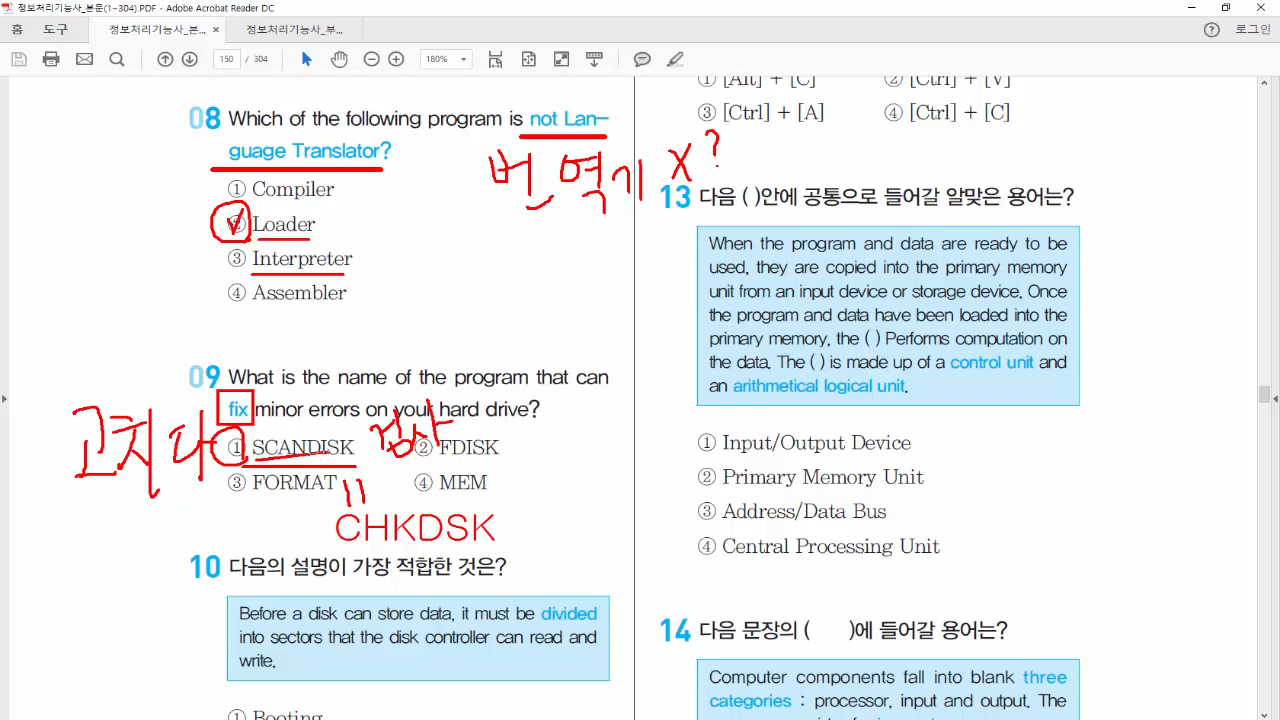 정보처리기능사_본문(1~304).PDF - Adobe Acrobat Reader DC
홈 도구 정보처리기능사_본... × 정보처리기능사_부... 로그인
150 / 304 180%
08 Which of the following program is not Lan-
guage Translator?
번역기 X?
① Compiler
② Loader
③ Interpreter
④ Assembler
09 What is the name of the program that can
fix minor errors on your hard drive?
고치다
① SCANDISK 검사 ② FDISK
③ FORMAT ④ MEM
CHKDSK
10 다음의 설명이 가장 적합한 것은?
Before a disk can store data, it must be divided
into sectors that the disk controller can read and
write.
① Booting
① [Alt] + [C] ② [Ctrl] + [V]
③ [Ctrl] + [A] ④ [Ctrl] + [C]
13 다음 ( )안에 공통으로 들어갈 알맞은 용어는?
When the program and data are ready to be
used, they are copied into the primary memory
unit from an input device or storage device. Once
the program and data have been loaded into the
primary memory, the ( ) Performs computation on
the data. The ( ) is made up of a control unit and
an arithmetical logical unit.
① Input/Output Device
② Primary Memory Unit
③ Address/Data Bus
④ Central Processing Unit
14 다음 문장의 ( )에 들어갈 용어는?
Computer components fall into blank three
categories : processor, input and output. The